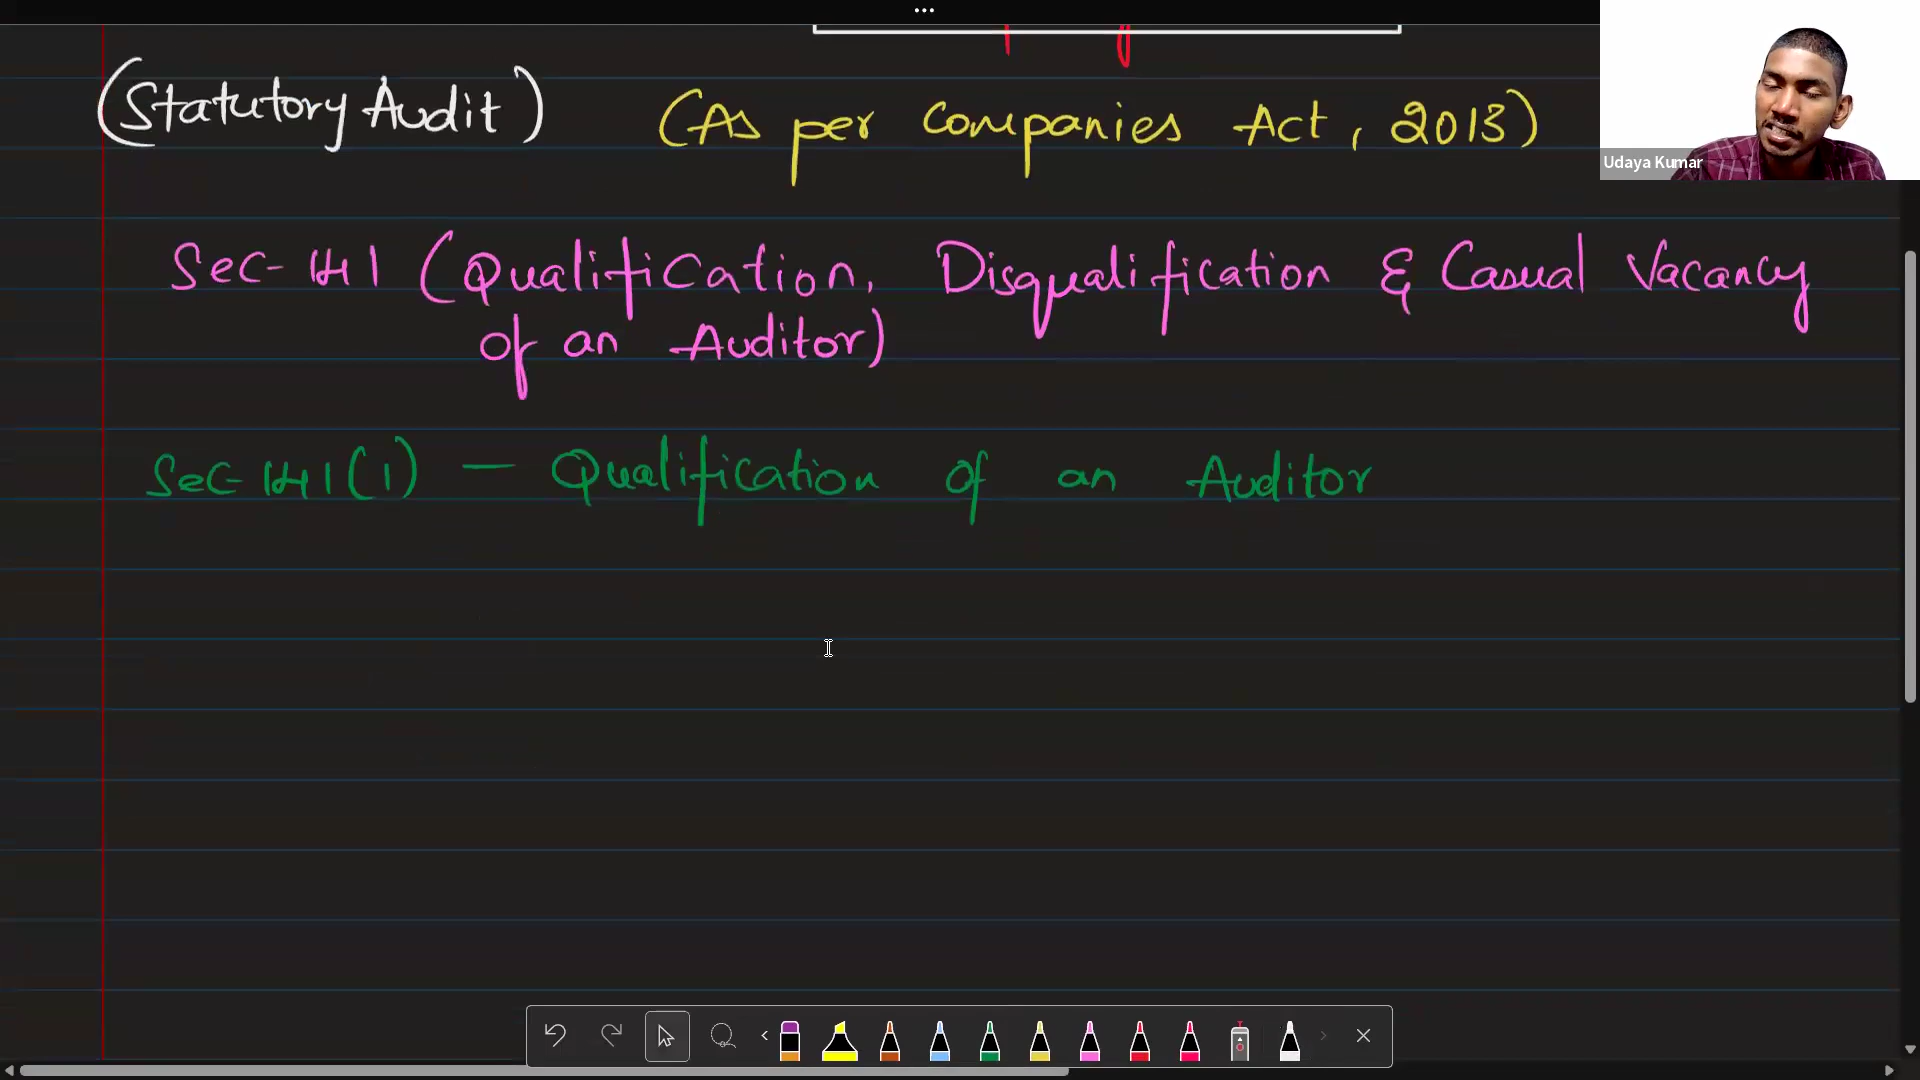 (Statutory Audit) (As per Companies Act, 2013)
Udaya Kumar
Sec-141 (Qualification, Disqualification & Casual Vacancy
of an Auditor)
Sec-141(1) — Qualification of an Auditor